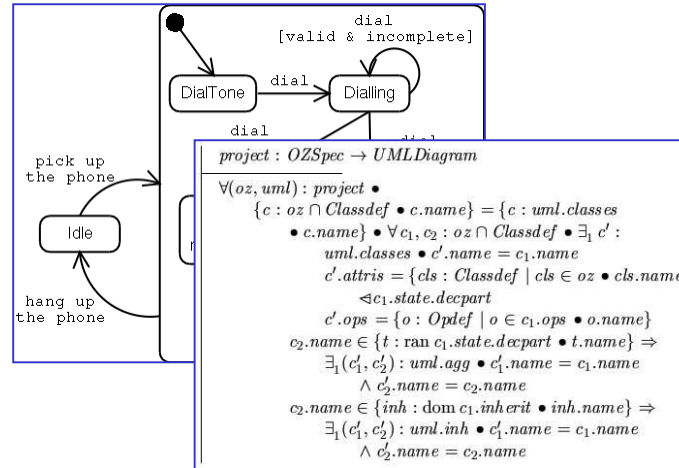 dial
[valid & incomplete]
DialTone
dial
Dialling
dial
pick up
the phone
Idle
hang up
the phone
project : OZSpec → UMLDiagram
∀(oz, uml) : project •
{c : oz ∩ Classdef • c.name} = {c : uml.classes
• c.name} • ∀ c₁, c₂ : oz ∩ Classdef • ∃₁ c′ :
uml.classes • c′.name = c₁.name
c′.attris = {cls : Classdef | cls ∈ oz • cls.name
⩤c₁.state.decpart
c′.ops = {o : Opdef | o ∈ c₁.ops • o.name}
c₂.name ∈ {t : ran c₁.state.decpart • t.name} ⇒
∃₁(c′₁, c′₂) : uml.agg • c′₁.name = c₁.name
∧ c′₂.name = c₂.name
c₂.name ∈ {inh : dom c₁.inherit • inh.name} ⇒
∃₁(c′₁, c′₂) : uml.inh • c′₁.name = c₁.name
∧ c′₂.name = c₂.name